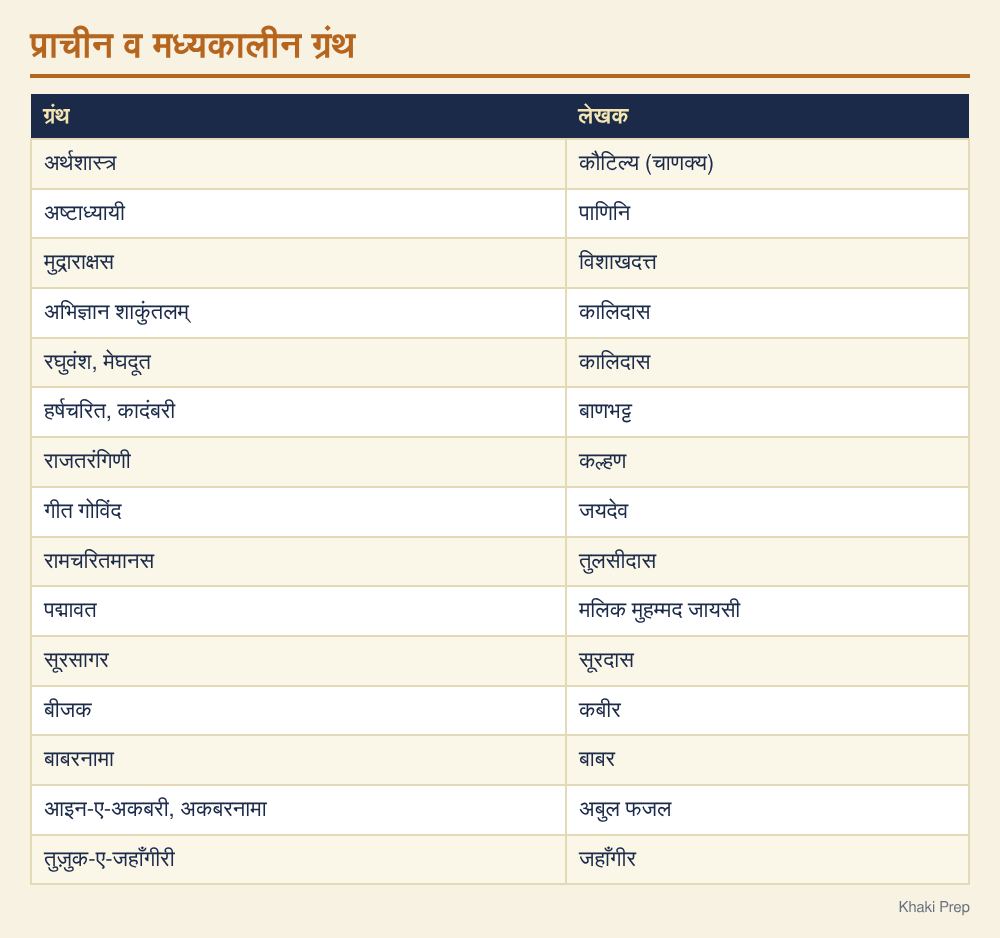 प्राचीन व मध्यकालीन ग्रंथ
ग्रंथ लेखक
अर्थशास्त्र कौटिल्य (चाणक्य)
अष्टाध्यायी पाणिनि
मुद्राराक्षस विशाखदत्त
अभिज्ञान शाकुंतलम् कालिदास
रघुवंश, मेघदूत कालिदास
हर्षचरित, कादंबरी बाणभट्ट
राजतरंगिणी कल्हण
गीत गोविंद जयदेव
रामचरितमानस तुलसीदास
पद्मावत मलिक मुहम्मद जायसी
सूरसागर सूरदास
बीजक कबीर
बाबरनामा बाबर
आइन-ए-अकबरी, अकबरनामा अबुल फजल
तुज़ुक-ए-जहाँगीरी जहाँगीर
Khaki Prep